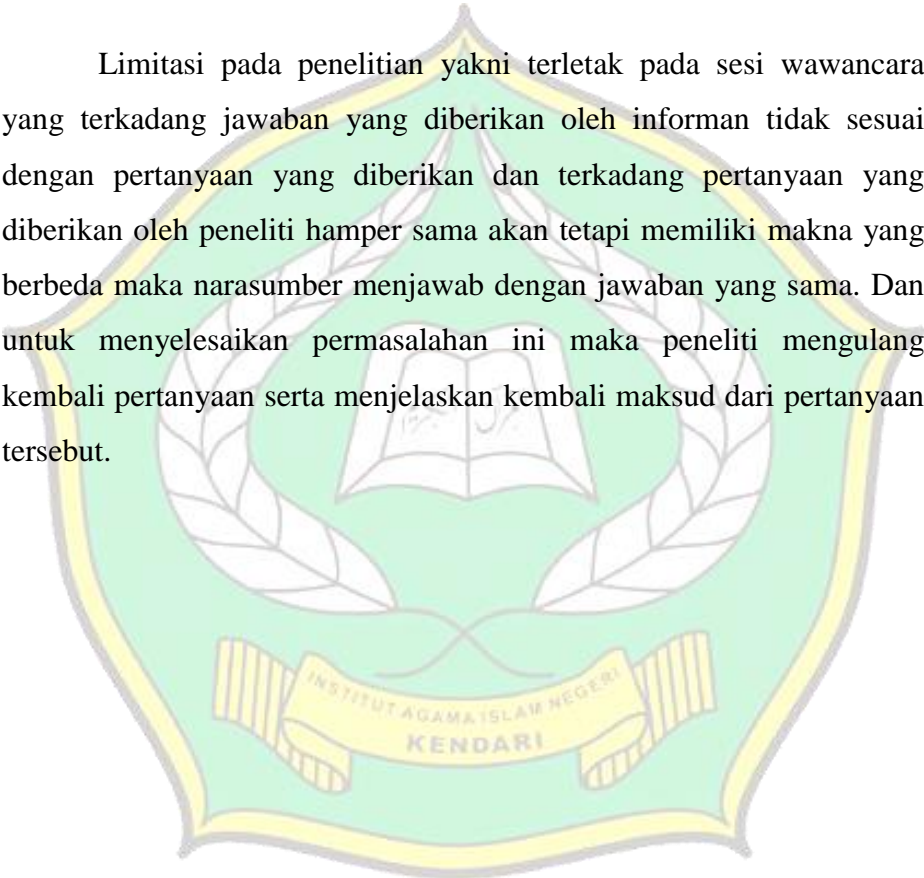 Limitasi pada penelitian yakni terletak pada sesi wawancara
yang terkadang jawaban yang diberikan oleh informan tidak sesuai
dengan pertanyaan yang diberikan dan terkadang pertanyaan yang
diberikan oleh peneliti hamper sama akan tetapi memiliki makna yang
berbeda maka narasumber menjawab dengan jawaban yang sama. Dan
untuk menyelesaikan permasalahan ini maka peneliti mengulang
kembali pertanyaan serta menjelaskan kembali maksud dari pertanyaan
tersebut.
INSTITUT AGAMA ISLAM NEGERI
KENDARI